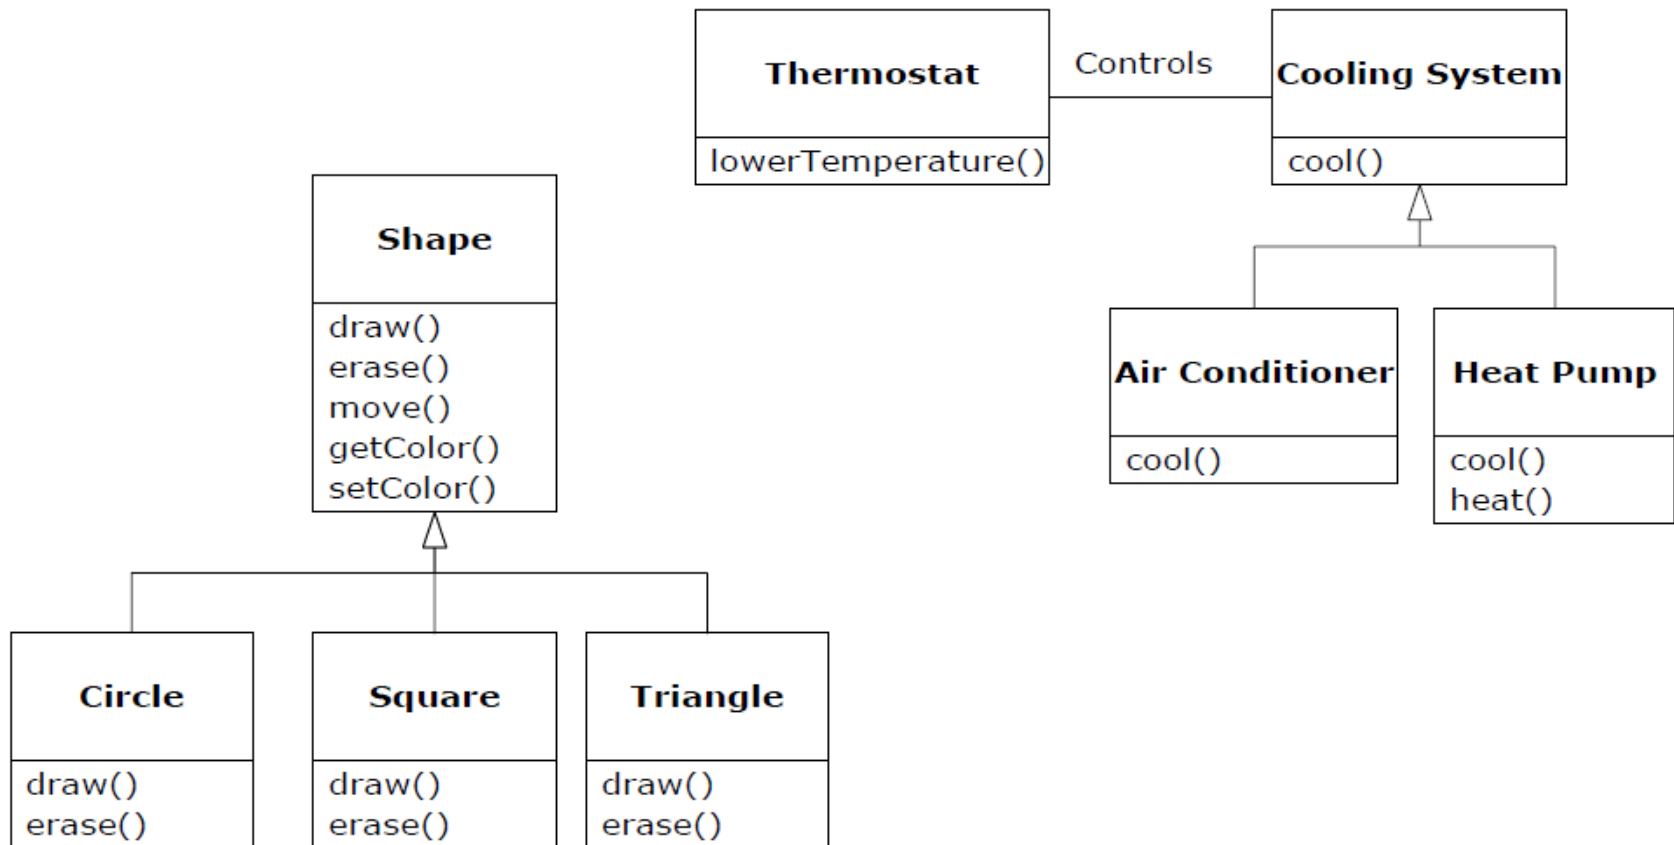 Thermostat
lowerTemperature()
Controls
Cooling System
cool()
Shape
draw()
erase()
move()
getColor()
setColor()
Air Conditioner
cool()
Heat Pump
cool()
heat()
Circle
draw()
erase()
Square
draw()
erase()
Triangle
draw()
erase()